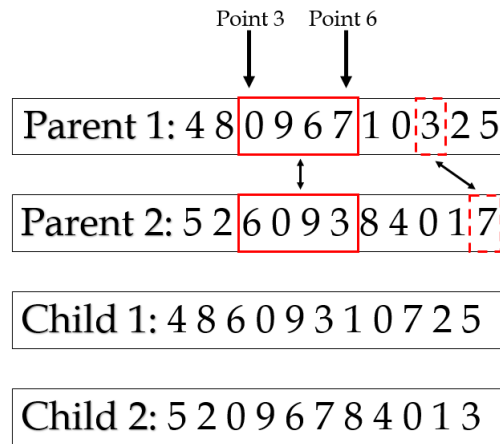 Point 3 Point 6
Parent 1: 4 8 0 9 6 7 1 0 3 2 5
Parent 2: 5 2 6 0 9 3 8 4 0 1 7
Child 1: 4 8 6 0 9 3 1 0 7 2 5
Child 2: 5 2 0 9 6 7 8 4 0 1 3